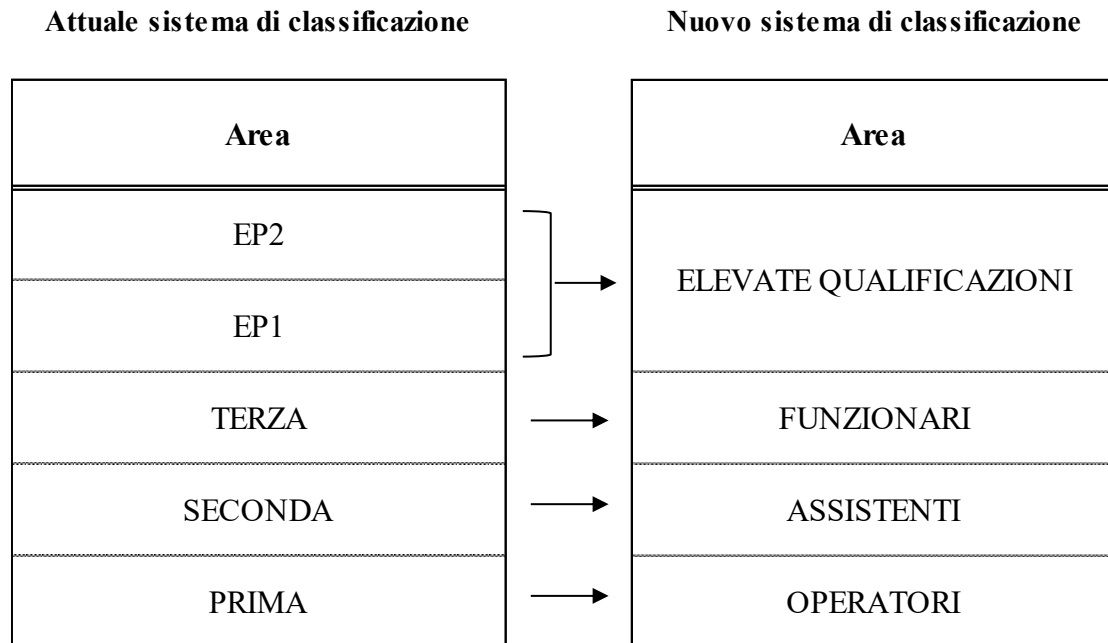 Attuale sistema di classificazione
Nuovo sistema di classificazione
Area
Area
EP2
EP1
ELEVATE QUALIFICAZIONI
TERZA
FUNZIONARI
SECONDA
ASSISTENTI
PRIMA
OPERATORI